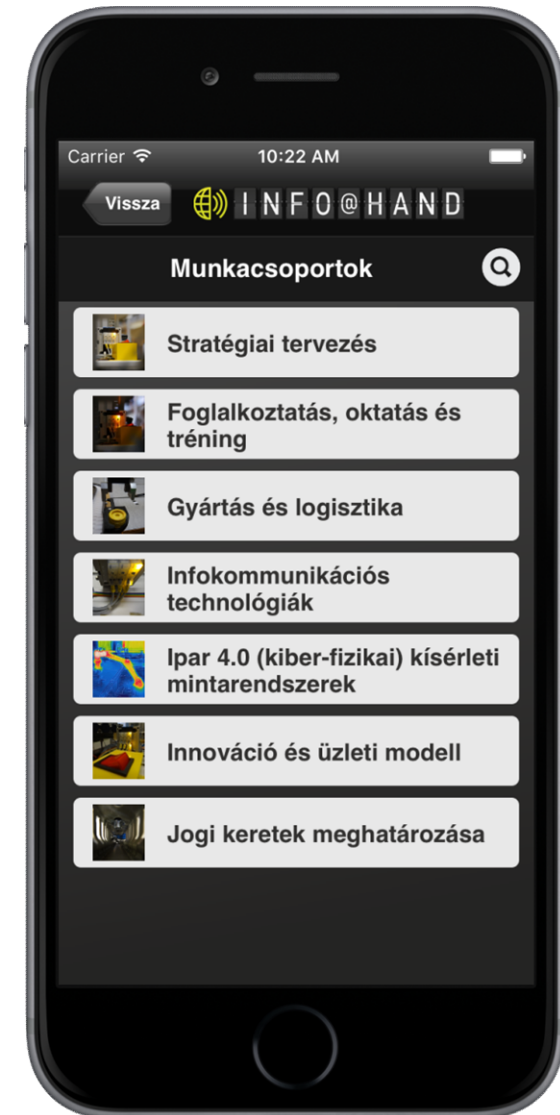 Carrier 10:22 AM
Vissza INFO@HAND
Munkacsoportok
Stratégiai tervezés
Foglalkoztatás, oktatás és
tréning
Gyártás és logisztika
Infokommunikációs
technológiák
Ipar 4.0 (kiber-fizikai) kísérleti
mintarendszerek
Innováció és üzleti modell
Jogi keretek meghatározása